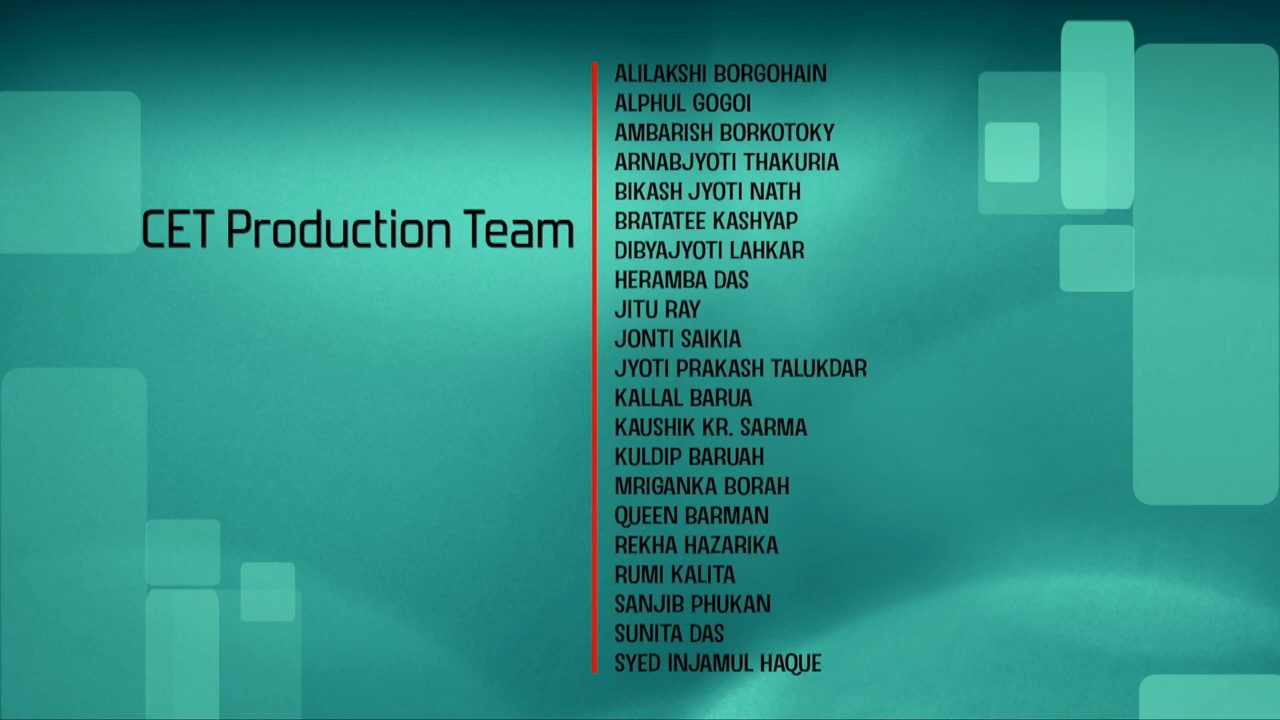 CET Production Team
ALILAKSHI BORGOHAIN
ALPHUL GOGOI
AMBARISH BORKOTOKY
ARNABJYOTI THAKURIA
BIKASH JYOTI NATH
BRATATEE KASHYAP
DIBYAJYOTI LAHKAR
HERAMBA DAS
JITU RAY
JONTI SAIKIA
JYOTI PRAKASH TALUKDAR
KALLAL BARUA
KAUSHIK KR. SARMA
KULDIP BARUAH
MRIGANKA BORAH
QUEEN BARMAN
REKHA HAZARIKA
RUMI KALITA
SANJIB PHUKAN
SUNITA DAS
SYED INJAMUL HAQUE